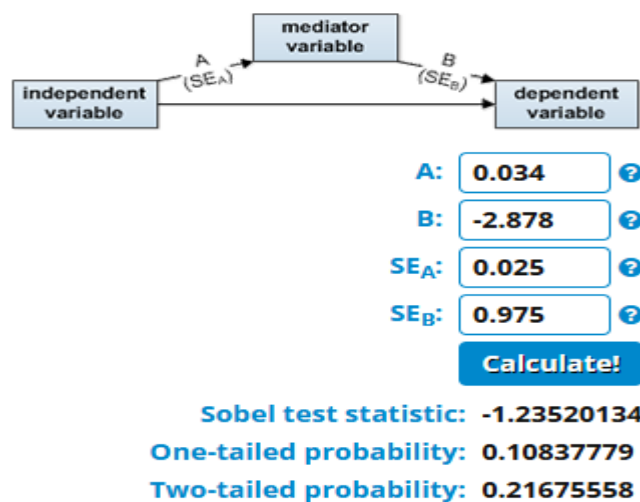 mediator
variable
A
(SEA)
B
(SEB)
independent
variable
dependent
variable
A: 0.034 ?
B: -2.878 ?
SEA: 0.025 ?
SEB: 0.975 ?
Calculate!
Sobel test statistic: -1.23520134
One-tailed probability: 0.10837779
Two-tailed probability: 0.21675558